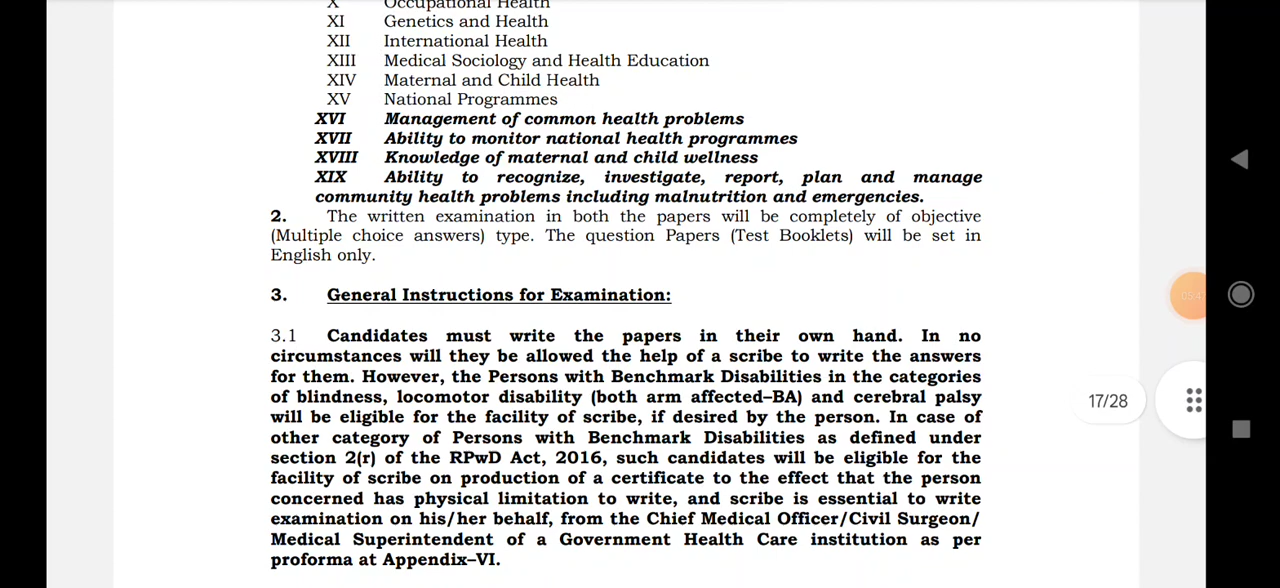 X Occupational Health
XI Genetics and Health
XII International Health
XIII Medical Sociology and Health Education
XIV Maternal and Child Health
XV National Programmes
XVI Management of common health problems
XVII Ability to monitor national health programmes
XVIII Knowledge of maternal and child wellness
XIX Ability to recognize, investigate, report, plan and manage
community health problems including malnutrition and emergencies.
2. The written examination in both the papers will be completely of objective
(Multiple choice answers) type. The question Papers (Test Booklets) will be set in
English only.
3. General Instructions for Examination:
3.1 Candidates must write the papers in their own hand. In no
circumstances will they be allowed the help of a scribe to write the answers
for them. However, the Persons with Benchmark Disabilities in the categories
of blindness, locomotor disability (both arm affected–BA) and cerebral palsy
will be eligible for the facility of scribe, if desired by the person. In case of
other category of Persons with Benchmark Disabilities as defined under
section 2(r) of the RPwD Act, 2016, such candidates will be eligible for the
facility of scribe on production of a certificate to the effect that the person
concerned has physical limitation to write, and scribe is essential to write
examination on his/her behalf, from the Chief Medical Officer/Civil Surgeon/
Medical Superintendent of a Government Health Care institution as per
proforma at Appendix–VI.
17/28